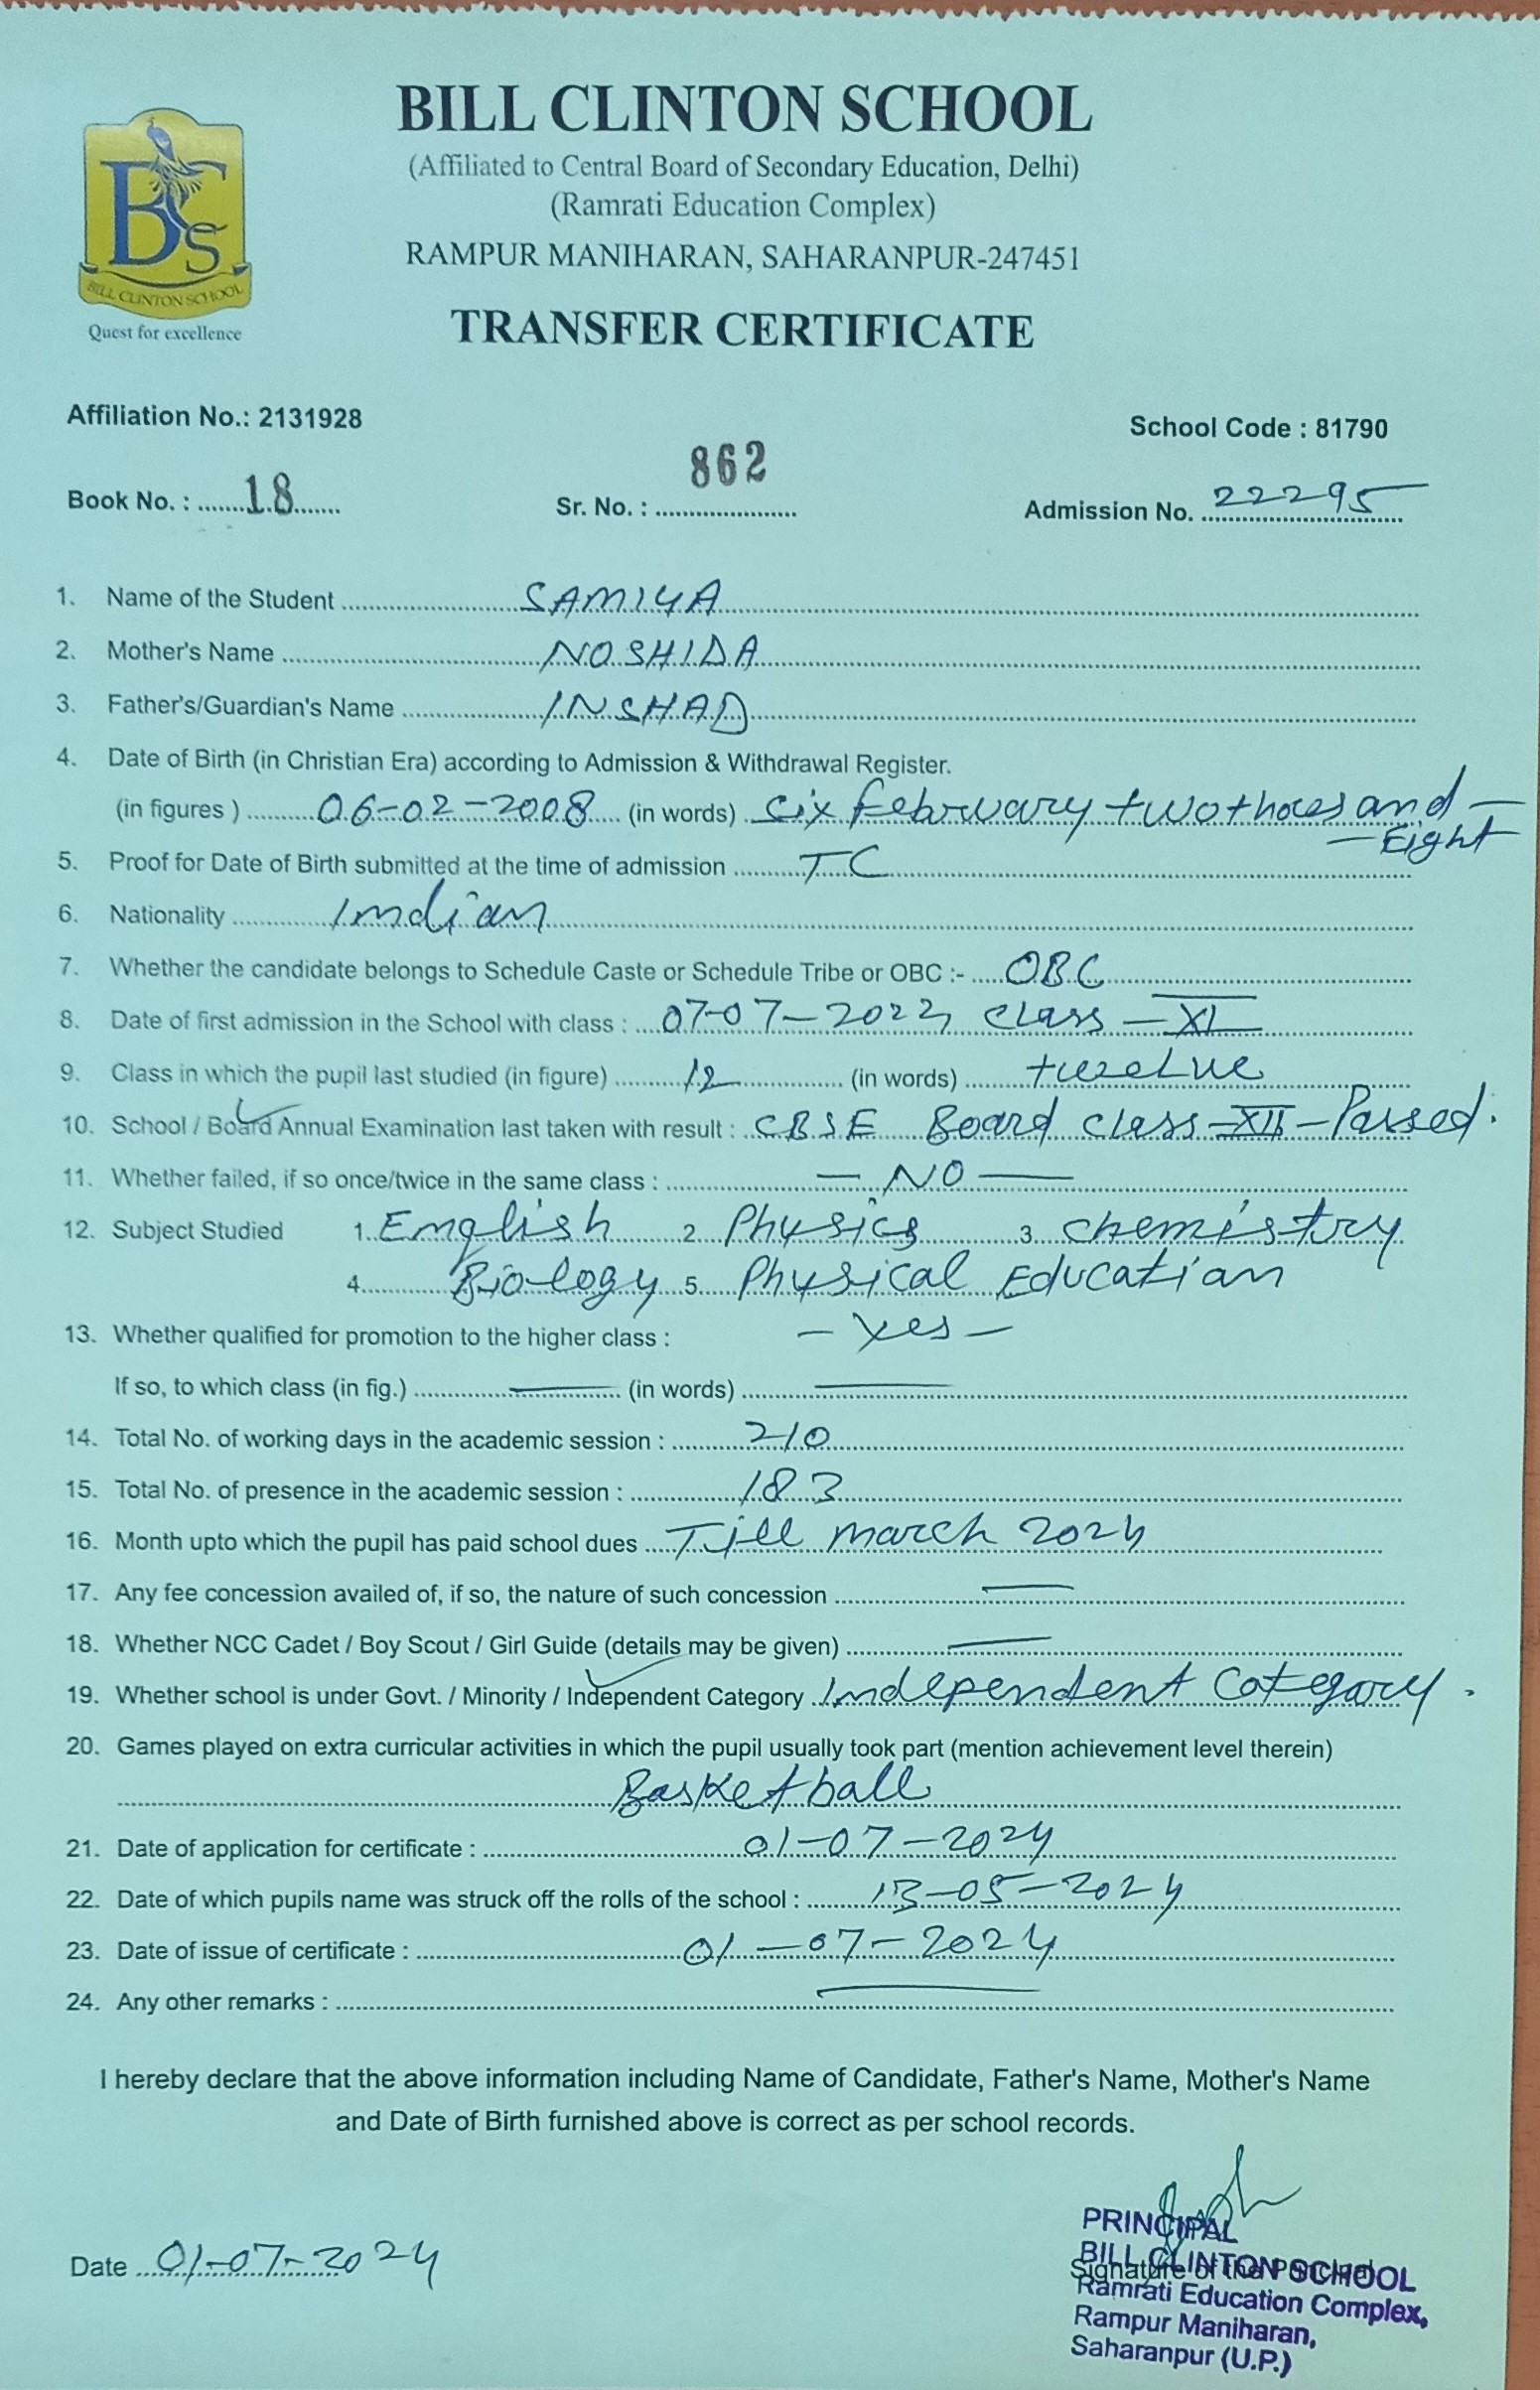 BILL CLINTON SCHOOL
(Affiliated to Central Board of Secondary Education, Delhi)
(Ramrati Education Complex)
RAMPUR MANIHARAN, SAHARANPUR-247451
BCS
BILL CLINTON SCHOOL
Quest for excellence
TRANSFER CERTIFICATE
Affiliation No.: 2131928 School Code : 81790
Book No. : 18 Sr. No. : 862 Admission No. 22295
1. Name of the Student SAMIYA
2. Mother's Name NOSHIDA
3. Father's/Guardian's Name INSHAD
4. Date of Birth (in Christian Era) according to Admission & Withdrawal Register.
(in figures ) 06-02-2008 (in words) Six February two thousand —
— Eight
5. Proof for Date of Birth submitted at the time of admission TC
6. Nationality Indian
7. Whether the candidate belongs to Schedule Caste or Schedule Tribe or OBC :- OBC
8. Date of first admission in the School with class : 07-07-2022, Class — XI
9. Class in which the pupil last studied (in figure) 12 (in words) twelve
10. School / Board Annual Examination last taken with result : CBSE Board class-XII-Passed.
11. Whether failed, if so once/twice in the same class : — NO —
12. Subject Studied 1. English 2. Physics 3. Chemistry
4. Biology 5. Physical Education
13. Whether qualified for promotion to the higher class : — Yes —
If so, to which class (in fig.) — (in words) —
14. Total No. of working days in the academic session : 210
15. Total No. of presence in the academic session : 183
16. Month upto which the pupil has paid school dues Till march 2024
17. Any fee concession availed of, if so, the nature of such concession —
18. Whether NCC Cadet / Boy Scout / Girl Guide (details may be given) —
19. Whether school is under Govt. / Minority / Independent Category Independent Category.
20. Games played on extra curricular activities in which the pupil usually took part (mention achievement level therein)
Basketball
21. Date of application for certificate : 01-07-2024
22. Date of which pupils name was struck off the rolls of the school : 13-05-2024
23. Date of issue of certificate : 01-07-2024
24. Any other remarks : —
I hereby declare that the above information including Name of Candidate, Father's Name, Mother's Name
and Date of Birth furnished above is correct as per school records.
Date 01-07-2024
PRINCIPAL
BILL CLINTON SCHOOL
Signature of the Principal
Ramrati Education Complex,
Rampur Maniharan,
Saharanpur (U.P.)